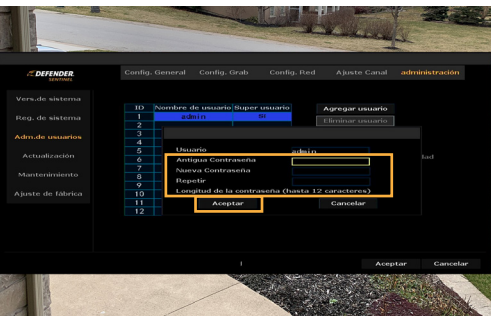 DEFENDER
SENTINEL
Config. General Config. Grab Config. Red Ajuste Canal administración
Vers.de sistema
Reg. de sistema
Adm.de usuarios
Actualización
Mantenimiento
Ajuste de fábrica
ID Nombre de usuario Super usuario
1 admin SI
2
3
4
5
6
7
8
9
10
11
12
Agregar usuario
Eliminar usuario
lad
Usuario admin
Antigua Contraseña
Nueva Contraseña
Repetir
Longitud de la contraseña (hasta 12 caracteres)
Aceptar Cancelar
Aceptar Cancelar